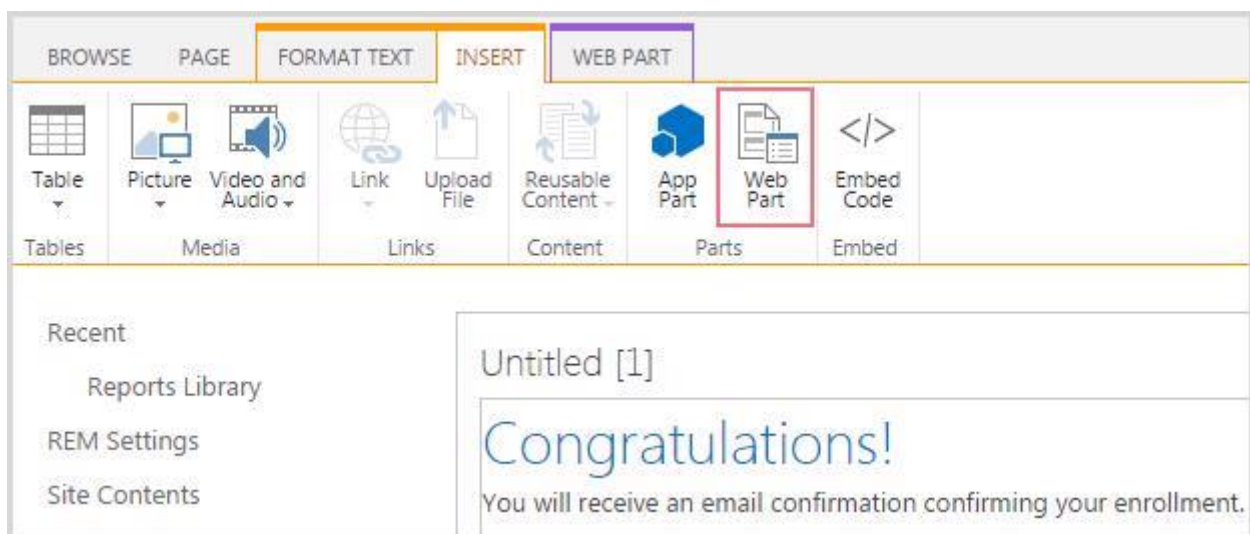 BROWSE PAGE FORMAT TEXT INSERT WEB PART
Table Picture Video and Audio Link Upload File Reusable Content App Part Web Part </> Embed Code
Tables Media Links Content Parts Embed
Recent
Reports Library
REM Settings
Site Contents
Untitled [1]
Congratulations!
You will receive an email confirmation confirming your enrollment.